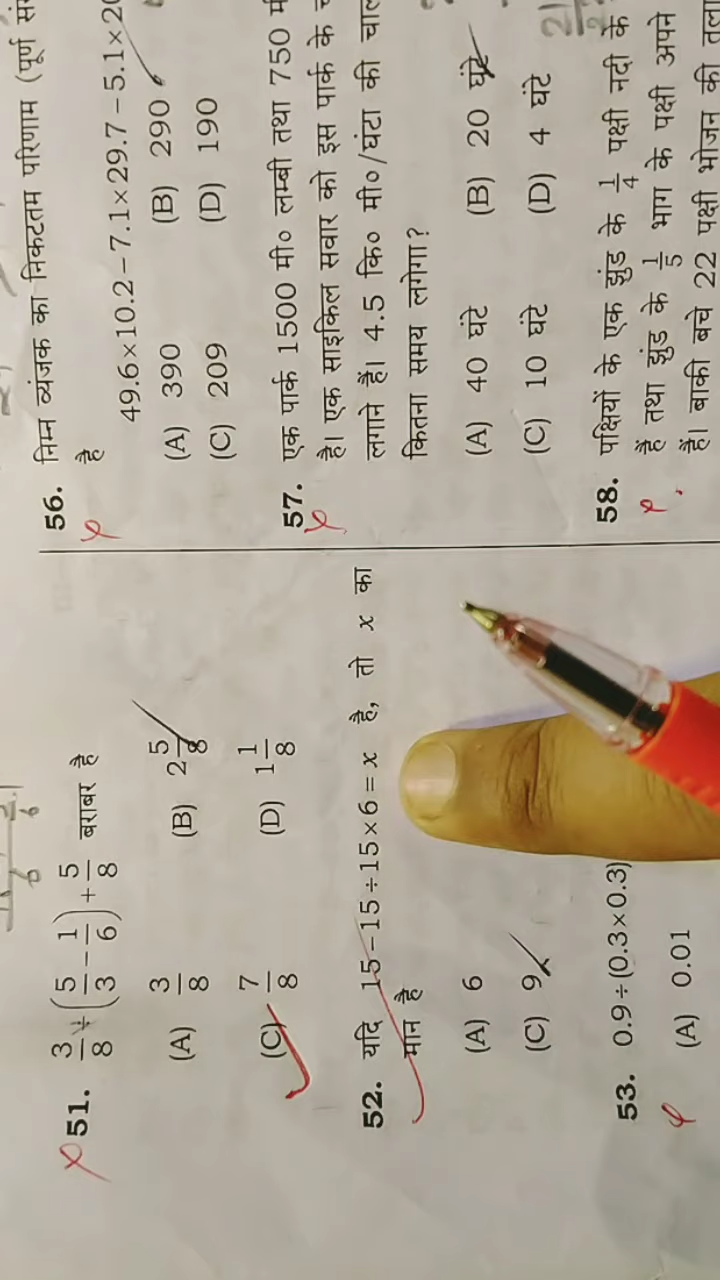 51. 3/8 ÷ (5/3 − 1/6) + 5/8 बराबर है
(A) 3/8 (B) 2 5/8
(C) 7/8 (D) 1 1/8
52. यदि 15−15÷15×6 = x है, तो x का
मान है
(A) 6
(C) 9
53. 0.9÷(0.3×0.3)
(A) 0.01
56. निम्न व्यंजक का निकटतम परिणाम (पूर्ण
है
49.6×10.2−7.1×29.7−5.1×20
(A) 390 (B) 290
(C) 209 (D) 190
57. एक पार्क 1500 मी० लम्बी तथा 750
है। एक साइकिल सवार को इस पार्क के
लगाने हैं। 4.5 कि० मी०/घंटा की
कितना समय लगेगा?
(A) 40 घंटे (B) 20 घंटे
(C) 10 घंटे (D) 4 घंटे
58. पक्षियों के एक झुंड के 1/4 पक्षी नदी के
हैं तथा झुंड के 1/5 भाग के पक्षी अपने
हैं। बाकी बचे 22 पक्षी भोजन की